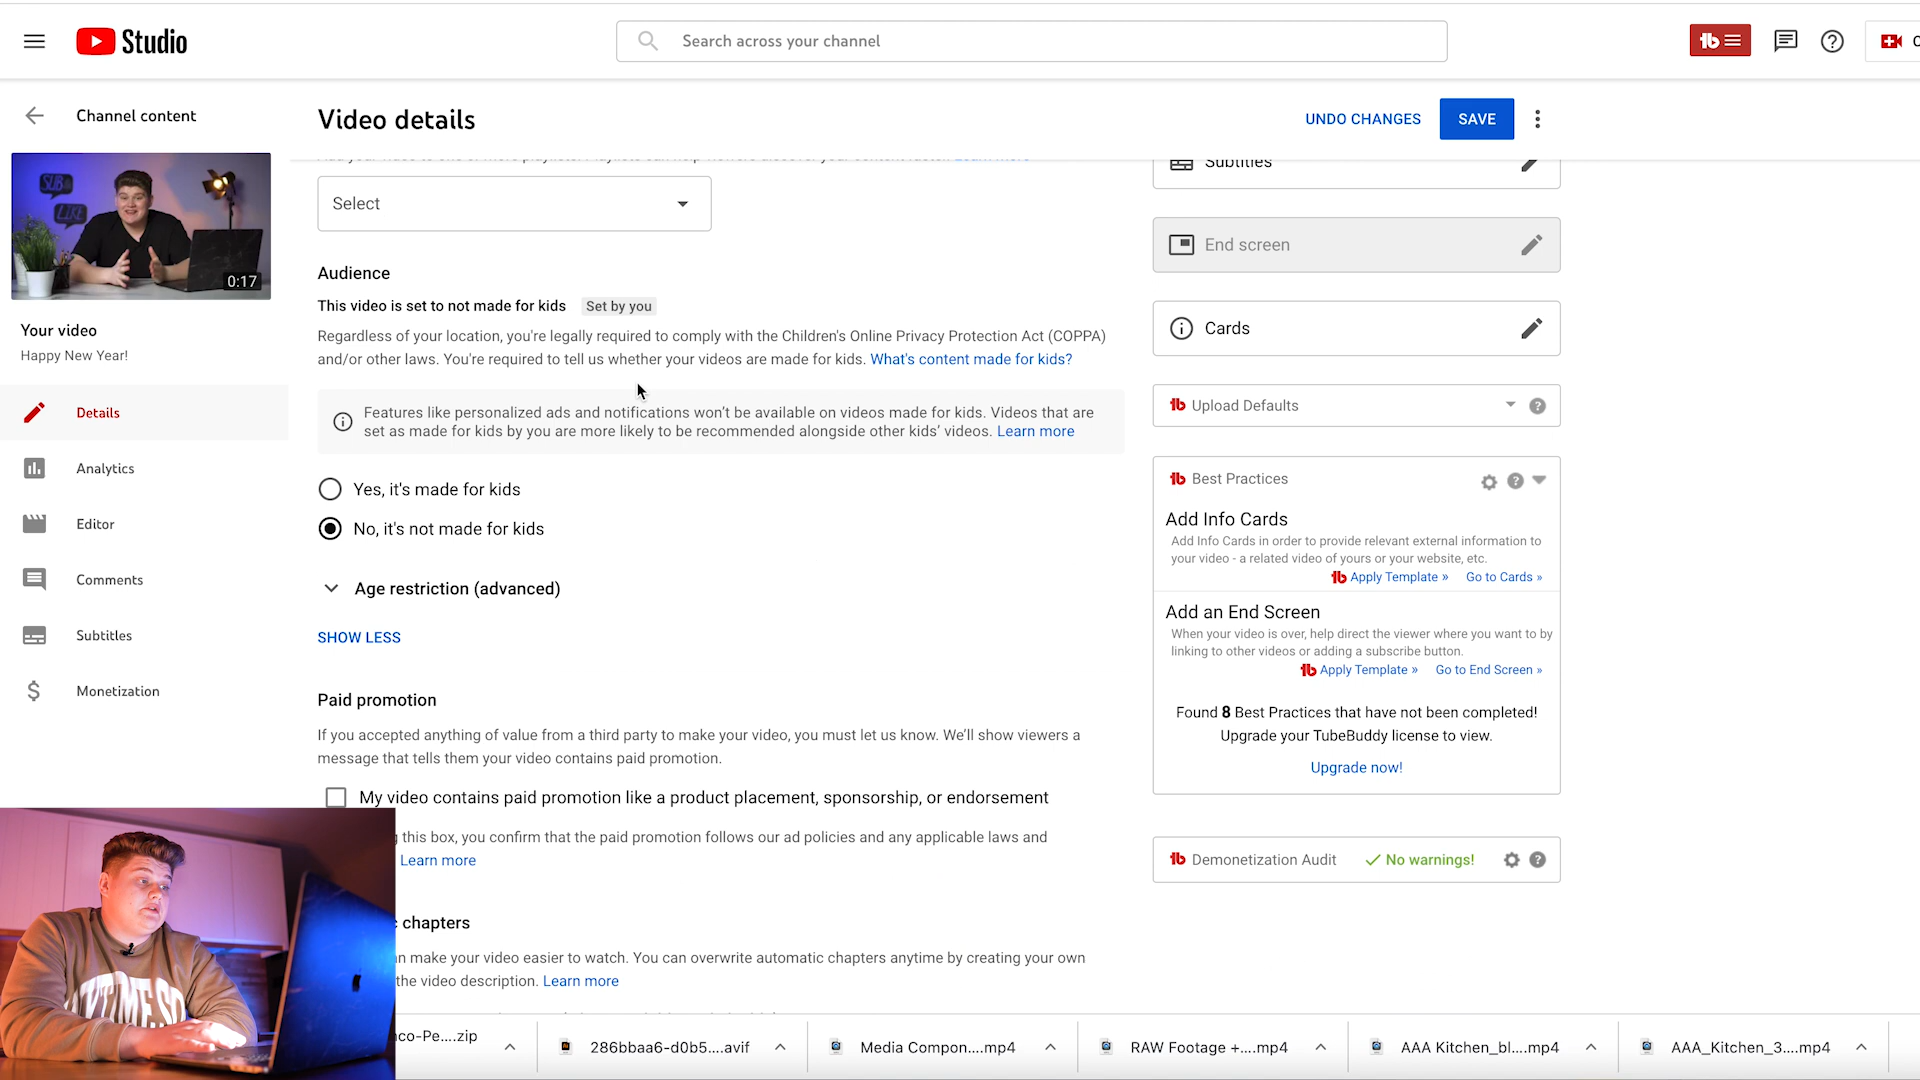 Studio
Search across your channel
Channel content
Video details
UNDO CHANGES
SAVE
SUB
LIKE
0:17
Your video
Happy New Year!
Details
Analytics
Editor
Comments
Subtitles
Monetization
Select
Audience
This video is set to not made for kids Set by you
Regardless of your location, you're legally required to comply with the Children's Online Privacy Protection Act (COPPA)
and/or other laws. You're required to tell us whether your videos are made for kids. What's content made for kids?
Features like personalized ads and notifications won't be available on videos made for kids. Videos that are
set as made for kids by you are more likely to be recommended alongside other kids' videos. Learn more
Yes, it's made for kids
No, it's not made for kids
Age restriction (advanced)
SHOW LESS
Paid promotion
If you accepted anything of value from a third party to make your video, you must let us know. We'll show viewers a
message that tells them your video contains paid promotion.
My video contains paid promotion like a product placement, sponsorship, or endorsement
this box, you confirm that the paid promotion follows our ad policies and any applicable laws and
Learn more
chapters
can make your video easier to watch. You can overwrite automatic chapters anytime by creating your own
the video description. Learn more
Subtitles
End screen
Cards
Upload Defaults
Best Practices
Add Info Cards
Add Info Cards in order to provide relevant external information to
your video - a related video of yours or your website, etc.
Apply Template » Go to Cards »
Add an End Screen
When your video is over, help direct the viewer where you want to by
linking to other videos or adding a subscribe button.
Apply Template » Go to End Screen »
Found 8 Best Practices that have not been completed!
Upgrade your TubeBuddy license to view.
Upgrade now!
Demonetization Audit No warnings!
nco-Pe....zip
286bbaa6-d0b5....avif
Media Compon....mp4
RAW Footage +....mp4
AAA Kitchen_bl....mp4
AAA_Kitchen_3....mp4